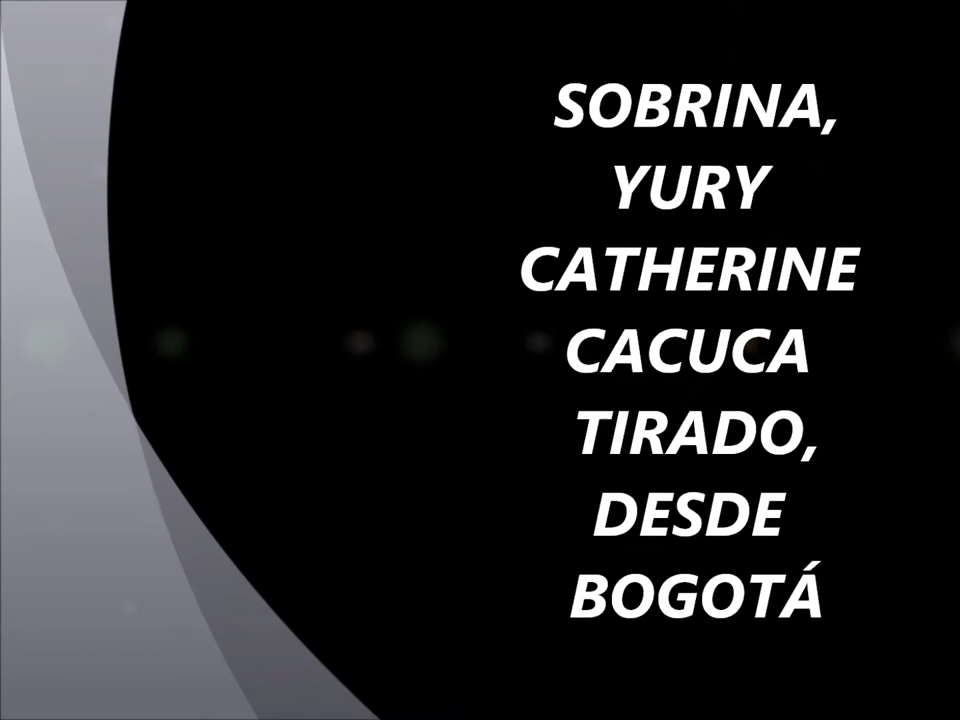 SOBRINA,
YURY
CATHERINE
CACUCA
TIRADO,
DESDE
BOGOTÁ